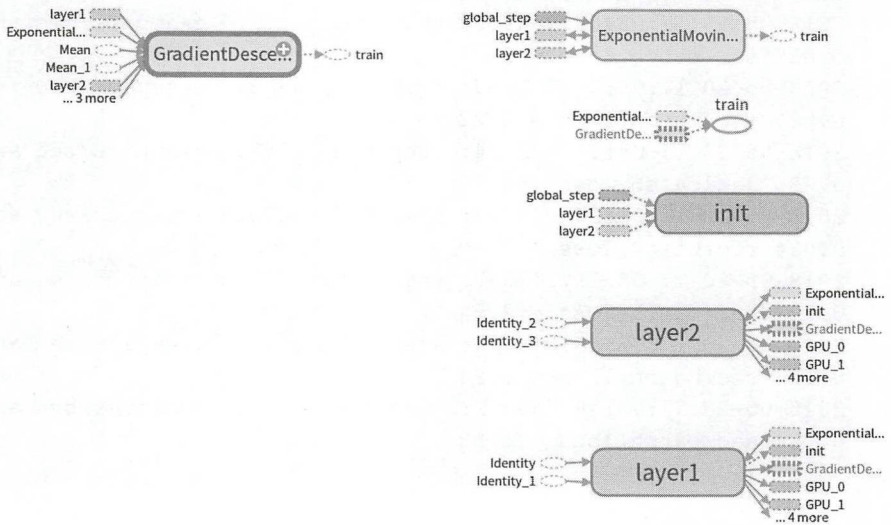 layer1
Exponential...
Mean
Mean_1
layer2
... 3 more
GradientDesce...
train
global_step
layer1
layer2
ExponentialMovin...
train
train
Exponential...
GradientDe...
global_step
layer1
layer2
init
Identity_2
Identity_3
layer2
Exponential...
init
GradientDe...
GPU_0
GPU_1
... 4 more
Identity
Identity_1
layer1
Exponential...
init
GradientDe...
GPU_0
GPU_1
... 4 more